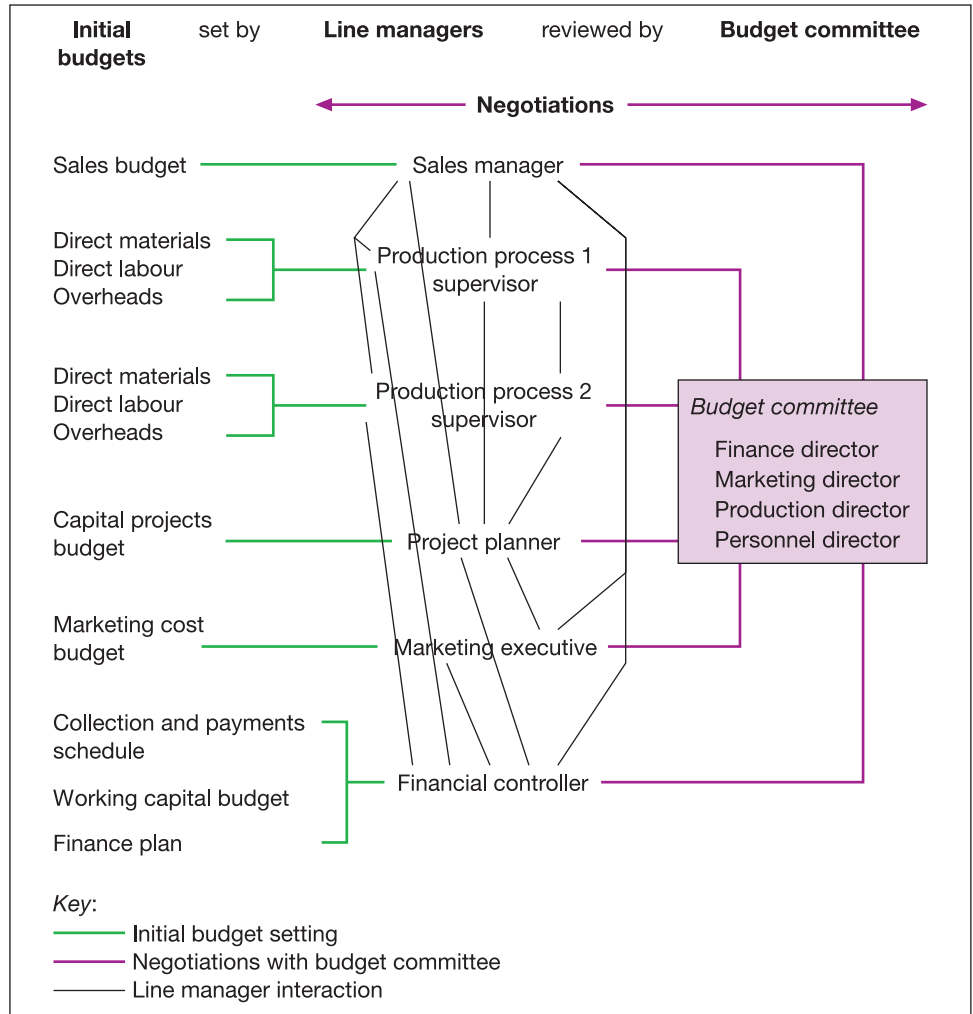 Initial budgets set by Line managers reviewed by Budget committee
Negotiations
Sales budget
Sales manager
Direct materials
Direct labour
Overheads
Production process 1
supervisor
Direct materials
Direct labour
Overheads
Production process 2
supervisor
Budget committee
Finance director
Marketing director
Production director
Personnel director
Capital projects
budget
Project planner
Marketing cost
budget
Marketing executive
Collection and payments
schedule
Working capital budget
Finance plan
Financial controller
Key:
Initial budget setting
Negotiations with budget committee
Line manager interaction